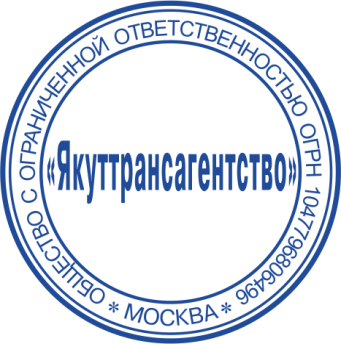 ОБЩЕСТВО С ОГРАНИЧЕННОЙ ОТВЕТСТВЕННОСТЬЮ ОГРН 1047796806496
«Якуттрансагентство»
* МОСКВА *